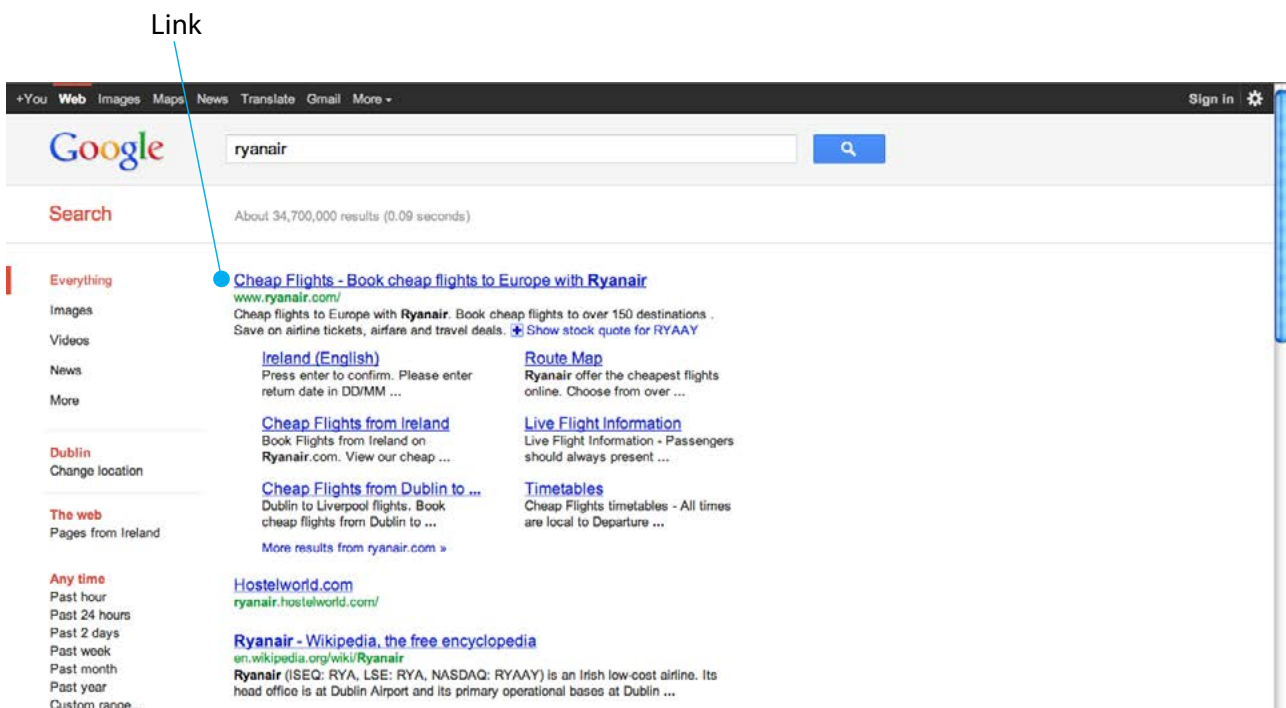 Link
+You Web Images Maps News Translate Gmail More
Sign in
Google
ryanair
Search
About 34,700,000 results (0.09 seconds)
Everything
Images
Videos
News
More
Dublin
Change location
The web
Pages from Ireland
Any time
Past hour
Past 24 hours
Past 2 days
Past week
Past month
Past year
Custom range...
Cheap Flights - Book cheap flights to Europe with Ryanair
www.ryanair.com/
Cheap flights to Europe with Ryanair. Book cheap flights to over 150 destinations .
Save on airline tickets, airfare and travel deals. Show stock quote for RYAAY
Ireland (English)
Press enter to confirm. Please enter
return date in DD/MM ...
Route Map
Ryanair offer the cheapest flights
online. Choose from over ...
Cheap Flights from Ireland
Book Flights from Ireland on
Ryanair.com. View our cheap ...
Live Flight Information
Live Flight Information - Passengers
should always present ...
Cheap Flights from Dublin to ...
Dublin to Liverpool flights. Book
cheap flights from Dublin to ...
Timetables
Cheap Flights timetables - All times
are local to Departure ...
More results from ryanair.com »
Hostelworld.com
ryanair.hostelworld.com/
Ryanair - Wikipedia, the free encyclopedia
en.wikipedia.org/wiki/Ryanair
Ryanair (ISEQ: RYA, LSE: RYA, NASDAQ: RYAAY) is an Irish low-cost airline. Its
head office is at Dublin Airport and its primary operational bases at Dublin ...